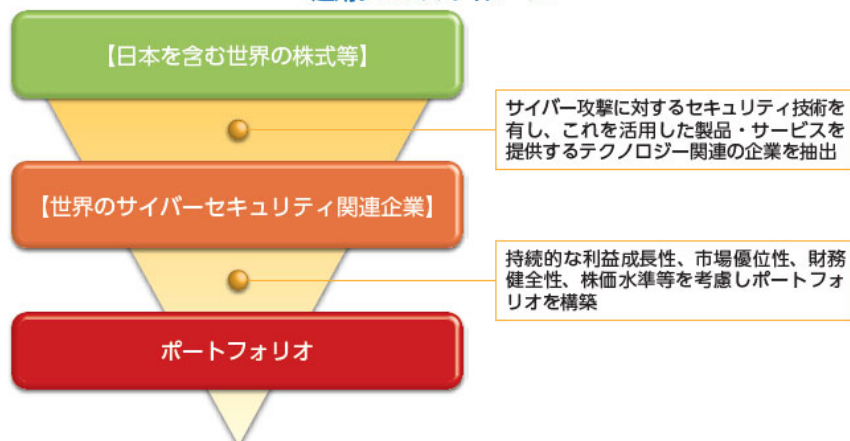 【日本を含む世界の株式等】
サイバー攻撃に対するセキュリティ技術を
有し、これを活用した製品・サービスを
提供するテクノロジー関連の企業を抽出
【世界のサイバーセキュリティ関連企業】
持続的な利益成長性、市場優位性、財務
健全性、株価水準等を考慮しポートフォ
リオを構築
ポートフォリオ